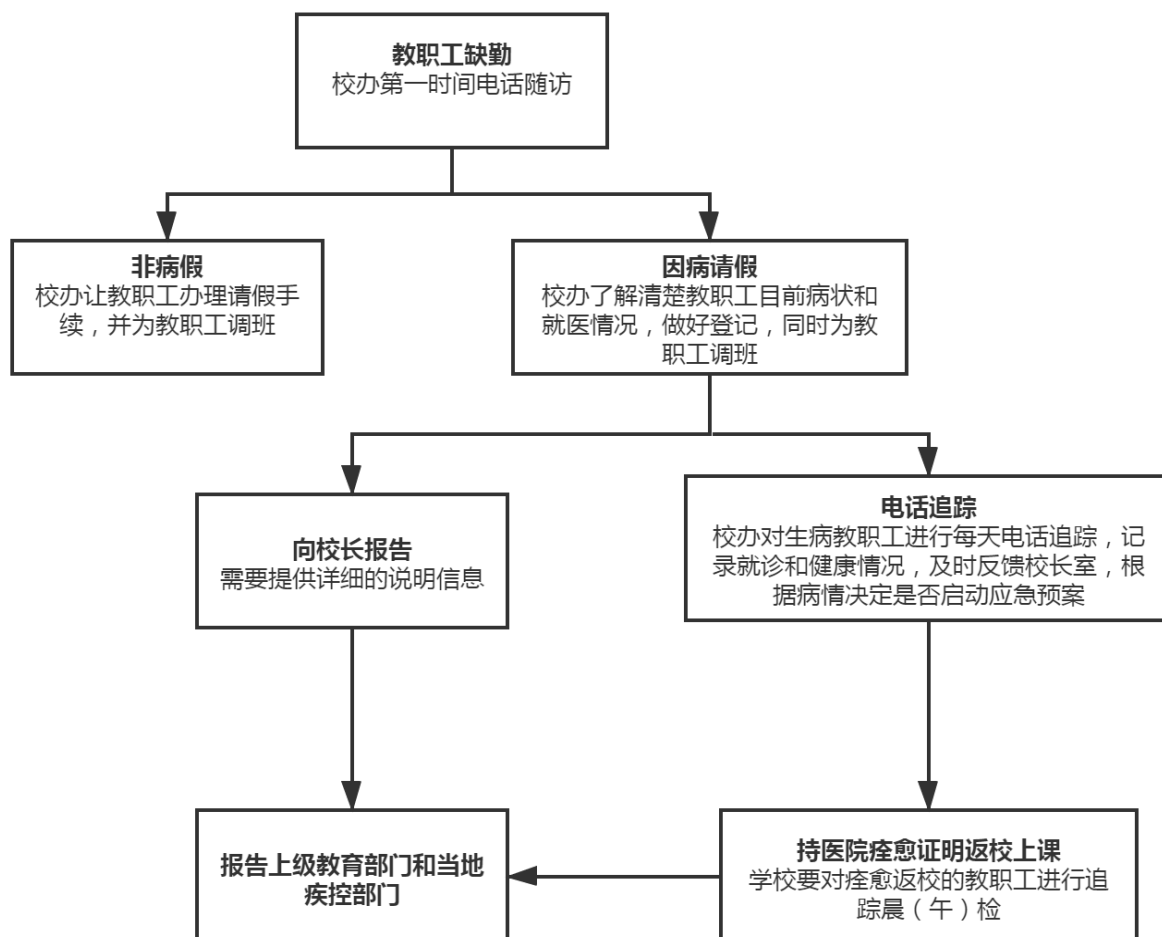 教职工缺勤
校办第一时间电话随访
非病假
校办让教职工办理请假手
续，并为教职工调班
因病请假
校办了解清楚教职工目前病状和
就医情况，做好登记，同时为教
职工调班
向校长报告
需要提供详细的说明信息
电话追踪
校办对生病教职工进行每天电话追踪，记
录就诊和健康情况，及时反馈校长室，根
据病情决定是否启动应急预案
报告上级教育部门和当地
疾控部门
持医院痊愈证明返校上课
学校要对痊愈返校的教职工进行追
踪晨（午）检